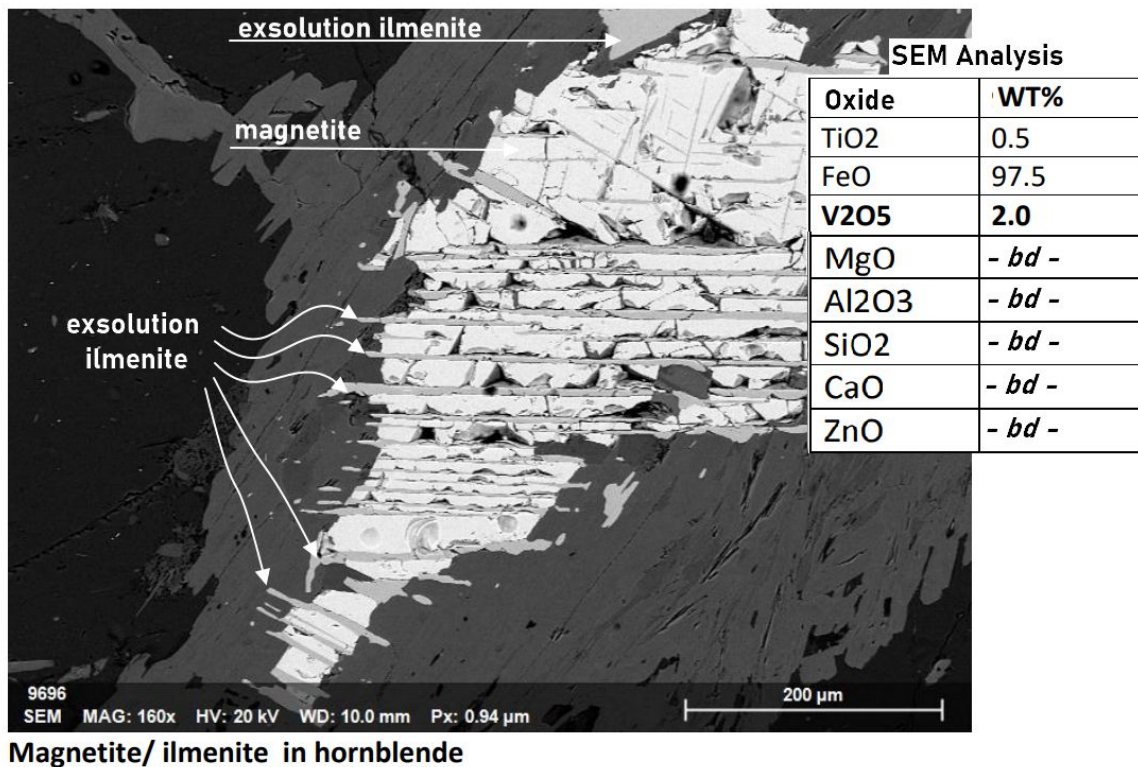 exsolution ilmenite
magnetite
exsolution
ilmenite
SEM Analysis
Oxide WT%
TiO2 0.5
FeO 97.5
V2O5 2.0
MgO - bd -
Al2O3 - bd -
SiO2 - bd -
CaO - bd -
ZnO - bd -
9696
SEM MAG: 160x HV: 20 kV WD: 10.0 mm Px: 0.94 µm
200 µm
Magnetite/ ilmenite in hornblende